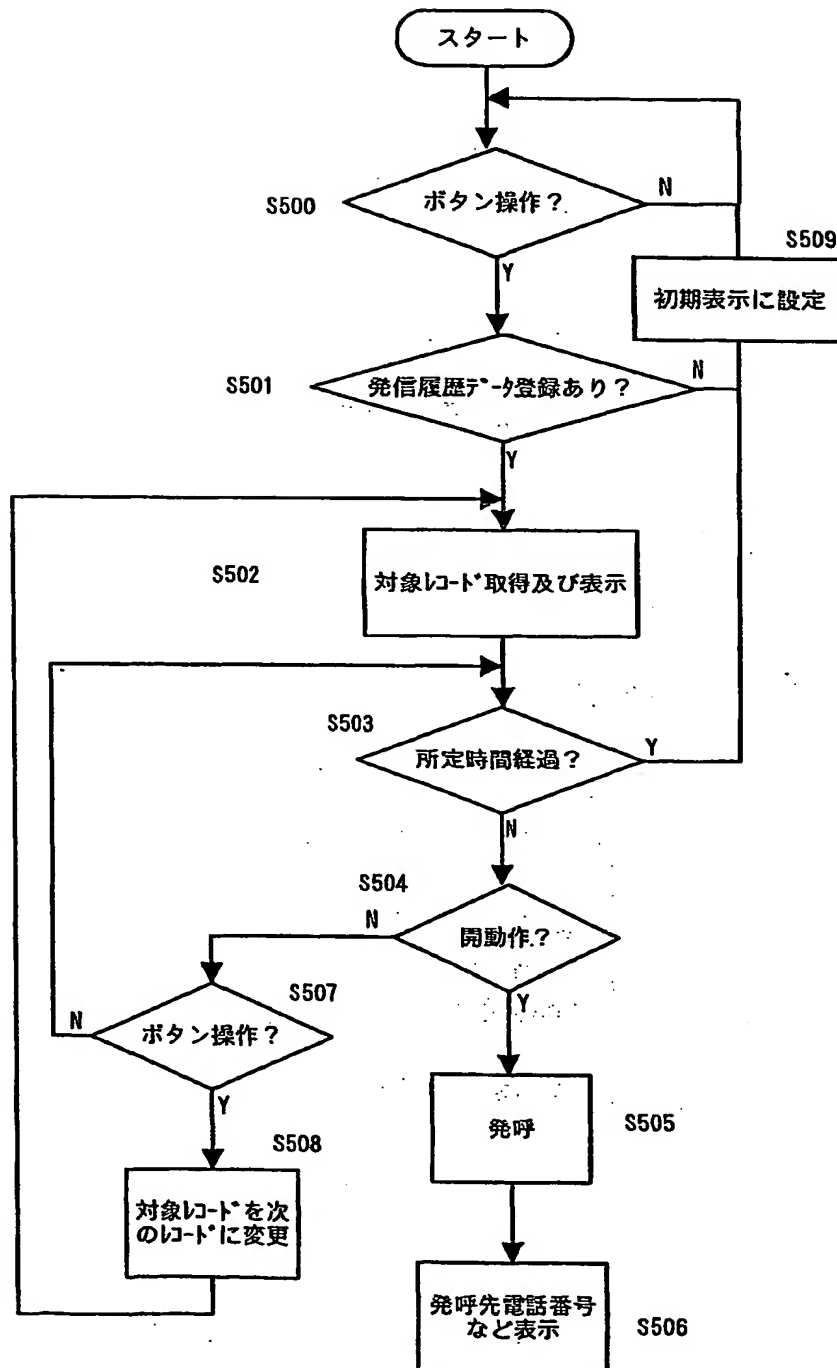 スタート
S500
ボタン操作?
N
Y
S509
初期表示に設定
S501
発信履歴データ登録あり?
N
Y
S502
対象レコード取得及び表示
S503
所定時間経過?
Y
N
S504
N
開動作?
Y
S507
N
ボタン操作?
Y
発呼
S505
S508
対象レコードを次
のレコードに変更
発呼先電話番号
など表示
S506